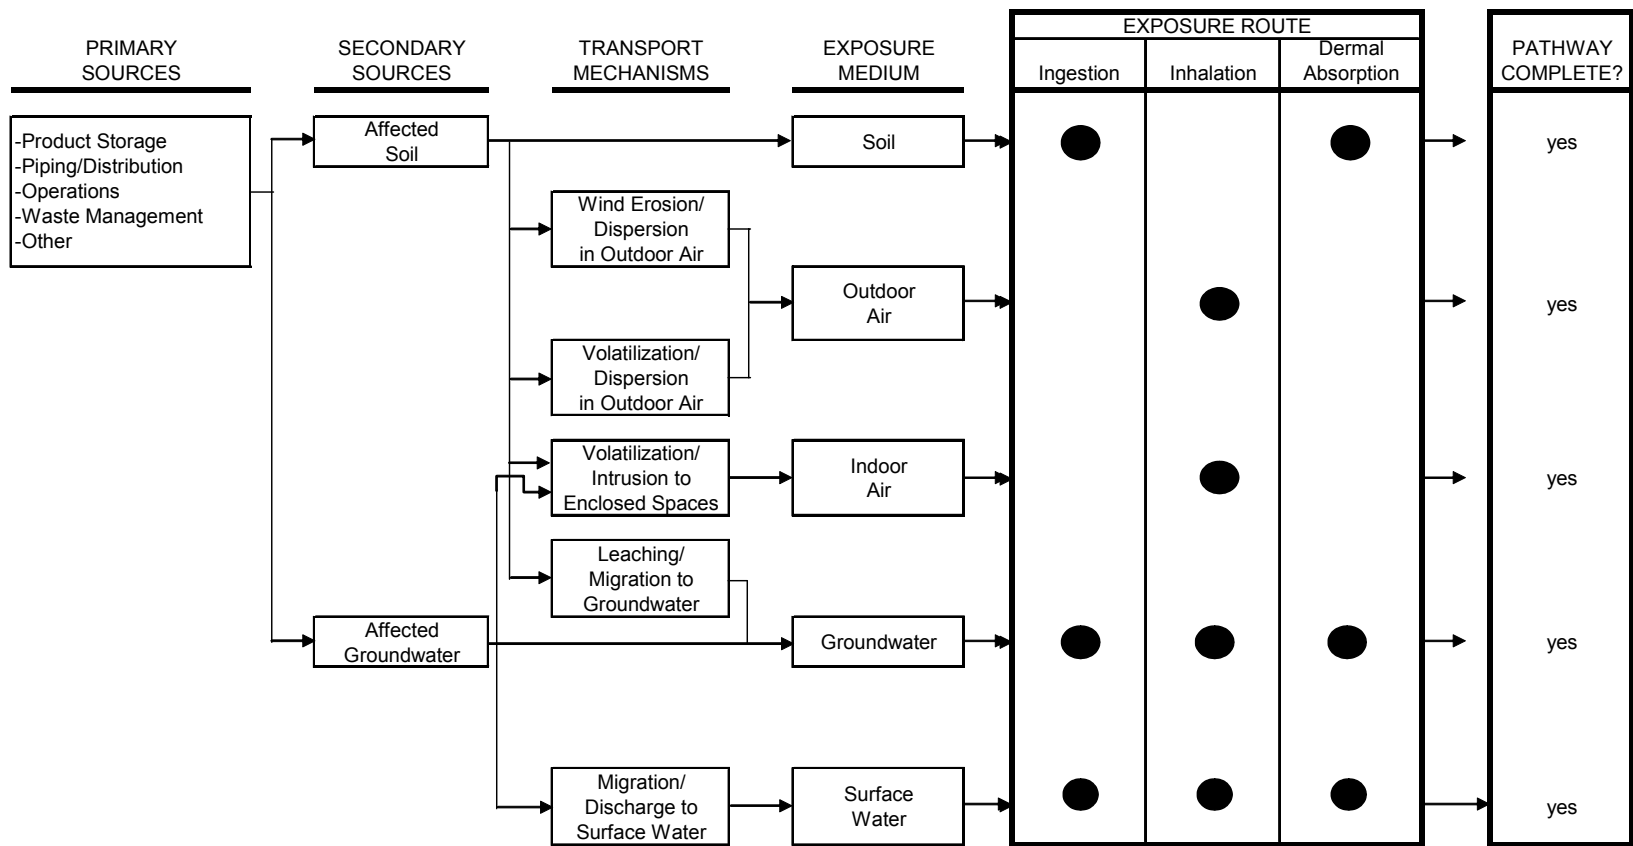 PRIMARY
SOURCES
SECONDARY
SOURCES
TRANSPORT
MECHANISMS
EXPOSURE
MEDIUM
EXPOSURE ROUTE
Ingestion
Inhalation
Dermal
Absorption
PATHWAY
COMPLETE?
-Product Storage
-Piping/Distribution
-Operations
-Waste Management
-Other
Affected
Soil
Soil
yes
Wind Erosion/
Dispersion
in Outdoor Air
Outdoor
Air
yes
Volatilization/
Dispersion
in Outdoor Air
Volatilization/
Intrusion to
Enclosed Spaces
Indoor
Air
yes
Leaching/
Migration to
Groundwater
Affected
Groundwater
Groundwater
yes
Migration/
Discharge to
Surface Water
Surface
Water
yes